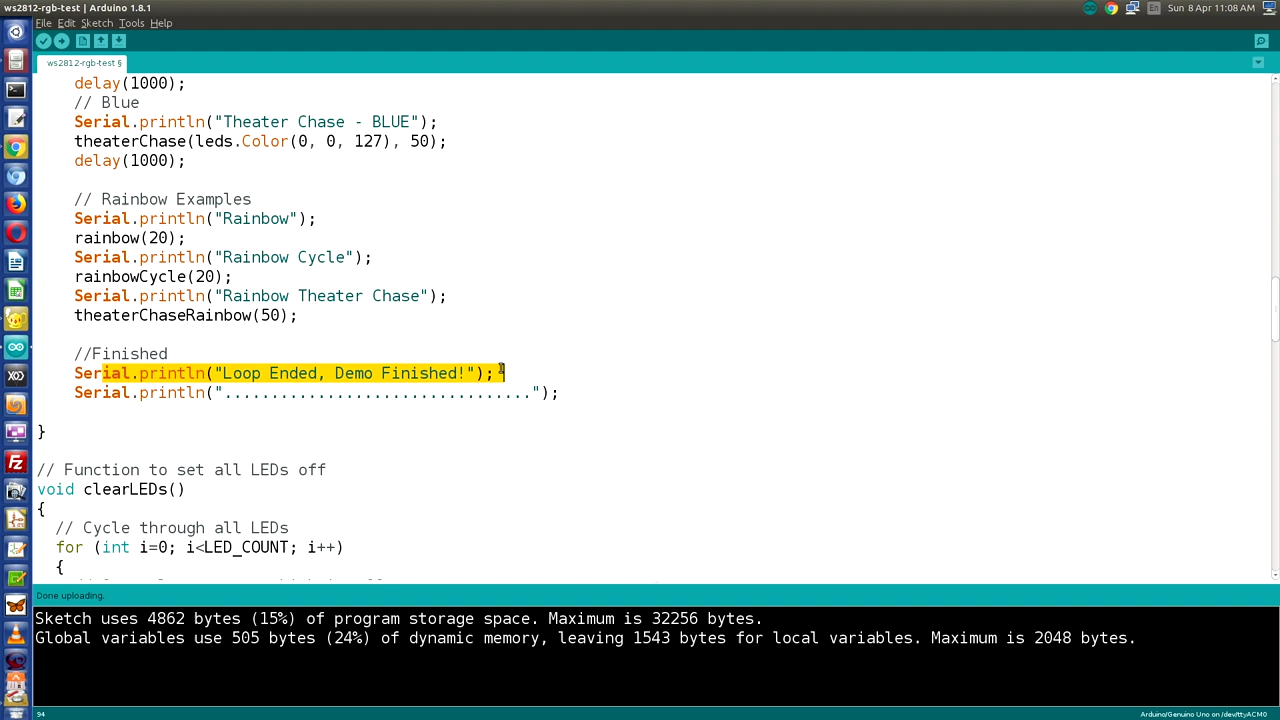 ws2812-rgb-test | Arduino 1.8.1
En Sun 8 Apr 11:08 AM
File Edit Sketch Tools Help
ws2812-rgb-test §
delay(1000);
// Blue
Serial.println("Theater Chase - BLUE");
theaterChase(leds.Color(0, 0, 127), 50);
delay(1000);
// Rainbow Examples
Serial.println("Rainbow");
rainbow(20);
Serial.println("Rainbow Cycle");
rainbowCycle(20);
Serial.println("Rainbow Theater Chase");
theaterChaseRainbow(50);
//Finished
Serial.println("Loop Ended, Demo Finished!");
Serial.println(".................................");
}
// Function to set all LEDs off
void clearLEDs()
{
// Cycle through all LEDs
for (int i=0; i<LED_COUNT; i++)
{
Done uploading.
Sketch uses 4862 bytes (15%) of program storage space. Maximum is 32256 bytes.
Global variables use 505 bytes (24%) of dynamic memory, leaving 1543 bytes for local variables. Maximum is 2048 bytes.
94
Arduino/Genuino Uno on /dev/ttyACM0